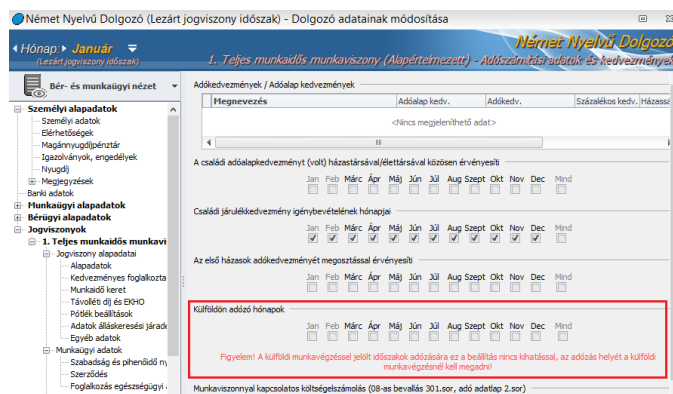 Német Nyelvű Dolgozó (Lezárt jogviszony időszak) - Dolgozó adatainak módosítása
Német Nyelvű Dolgozó
Hónap: Január
(Lezárt jogviszony időszak)
1. Teljes munkaidős munkaviszony (Alapértelmezett) - Adószámítási adatok és kedvezmények
Bér- és munkaügyi nézet
Személyi alapadatok
Személyi adatok
Elérhetőségek
Magánnyugdíjpénztár
Igazolványok, engedélyek
Nyugdíj
Megjegyzések
Banki adatok
Munkaügyi alapadatok
Bérügyi alapadatok
Jogviszonyok
1. Teljes munkaidős munkavi
Jogviszony alapadatai
Alapadatok
Kedvezményes foglalkozta
Munkaidő keret
Távolléti díj és EKHO
Pótlék beállítások
Adatok álláskeresési járade
Egyéb adatok
Munkaügyi adatok
Szabadság és pihenőidő ny
Szerződés
Foglalkozás egészségügyi
Adókedvezmények / Adóalap kedvezmények
Megnevezés Adóalap kedv. Adókedv. Százalékos kedv. Házassá
<Nincs megjeleníthető adat>
A családi adóalapkedvezményt (volt) házastársával/élettársával közösen érvényesíti
Jan Feb Márc Ápr Máj Jún Júl Aug Szept Okt Nov Dec Mind
Családi járulékkedvezmény igénybevételének hónapjai
Jan Feb Márc Ápr Máj Jún Júl Aug Szept Okt Nov Dec Mind
Az első házasok adókedvezményét megosztással érvényesíti
Jan Feb Márc Ápr Máj Jún Júl Aug Szept Okt Nov Dec Mind
Külföldön adózó hónapok
Jan Feb Márc Ápr Máj Jún Júl Aug Szept Okt Nov Dec Mind
Figyelem! A külföldi munkavégzéssel jelölt időszakok adózására ez a beállítás nincs kihatással, az adózás helyét a külföldi
munkavégzésnél kell megadni!
Munkaviszonnyal kapcsolatos költségelszámolás (08-as bevallás 301.sor, adó adatlap 2.sor)